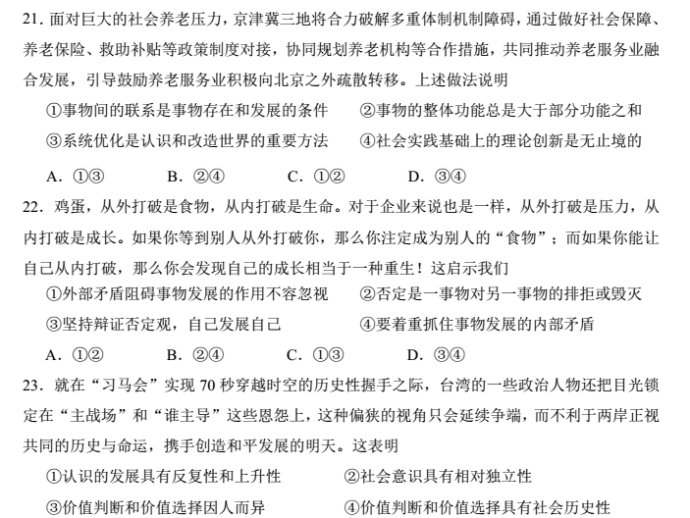 21．面对巨大的社会养老压力，京津冀三地将合力破解多重体制机制障碍，通过做好社会保障、
养老保险、救助补贴等政策制度对接，协同规划养老机构等合作措施，共同推动养老服务业融
合发展，引导鼓励养老服务业积极向北京之外疏散转移。上述做法说明
①事物间的联系是事物存在和发展的条件 ②事物的整体功能总是大于部分功能之和
③系统优化是认识和改造世界的重要方法 ④社会实践基础上的理论创新是无止境的
A．①③ B．②④ C．①② D．③④
22．鸡蛋，从外打破是食物，从内打破是生命。对于企业来说也是一样，从外打破是压力，从
内打破是成长。如果你等到别人从外打破你，那么你注定成为别人的“食物”；而如果你能让
自己从内打破，那么你会发现自己的成长相当于一种重生！这启示我们
①外部矛盾阻碍事物发展的作用不容忽视 ②否定是一事物对另一事物的排拒或毁灭
③坚持辩证否定观，自己发展自己 ④要着重抓住事物发展的内部矛盾
A．①② B．②④ C．①③ D．③④
23．就在“习马会”实现 70 秒穿越时空的历史性握手之际，台湾的一些政治人物还把目光锁
定在“主战场”和“谁主导”这些恩怨上，这种偏狭的视角只会延续争端，而不利于两岸正视
共同的历史与命运，携手创造和平发展的明天。这表明
①认识的发展具有反复性和上升性 ②社会意识具有相对独立性
③价值判断和价值选择因人而异 ④价值判断和价值选择具有社会历史性